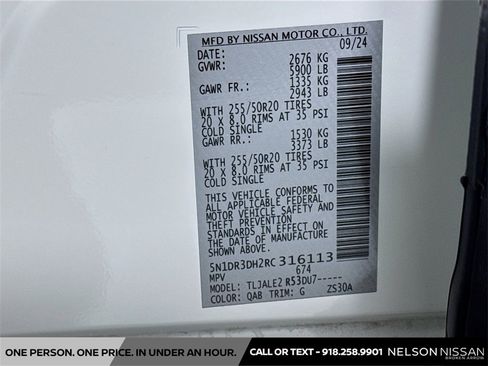 MFD BY NISSAN MOTOR CO., LTD.
DATE: 09/24
GVWR: 2676 KG
5900 LB
GAWR FR.: 1335 KG
2943 LB
WITH 255/50R20 TIRES
20 X 8.0 RIMS AT 35 PSI
COLD SINGLE
GAWR RR.: 1530 KG
3373 LB
WITH 255/50R20 TIRES
20 X 8.0 RIMS AT 35 PSI
COLD SINGLE
THIS VEHICLE CONFORMS TO
ALL APPLICABLE FEDERAL
MOTOR VEHICLE SAFETY AND
THEFT PREVENTION
STANDARDS IN EFFECT ON
THE DATE OF MANUFACTURE
5N1DR3DH2RC316113
MPV 674
MODEL: TLJALE2 R53DU7-----
COLOR: QAB TRIM: G ZS30A
ONE PERSON. ONE PRICE. IN UNDER AN HOUR.
CALL OR TEXT - 918.258.9901
NELSON NISSAN
BROKEN ARROW